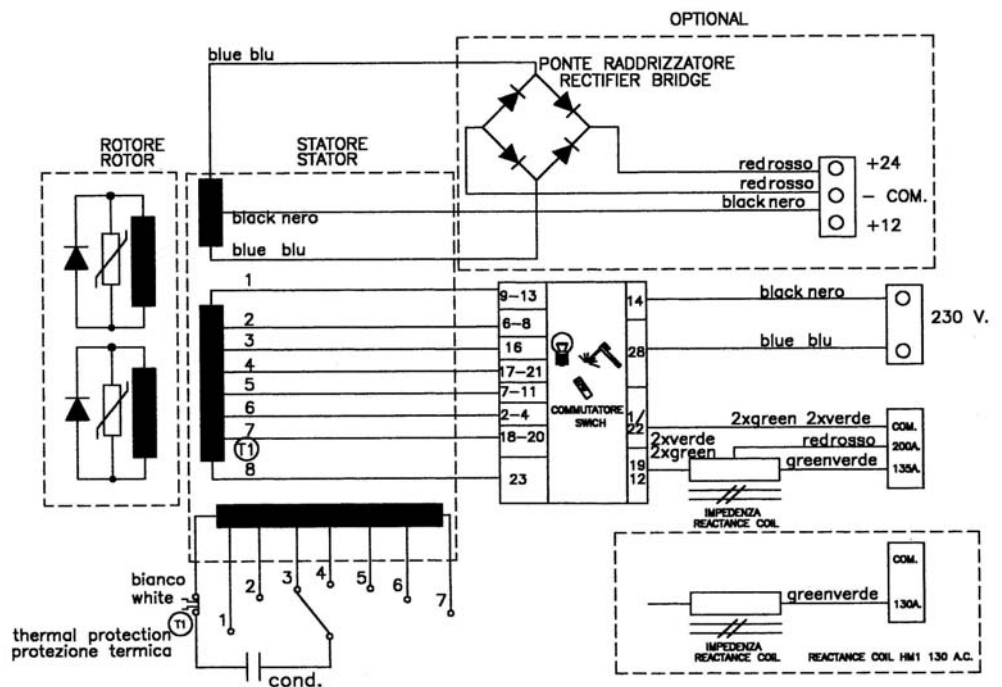 OPTIONAL
blue blu
PONTE RADDRIZZATORE
RECTIFIER BRIDGE
ROTORE
ROTOR
STATORE
STATOR
red rosso
+24
red rosso
– COM.
black nero
black nero
+12
blue blu
1
9–13
14
black nero
2
6–8
230 V.
3
16
28
blue blu
4
17–21
5
7–11
COMMUTATORE
SWICH
6
2–4
1/
22
2xgreen 2xverde
COM.
7
18–20
2xverde
2xgreen
red rosso
200A.
T1
8
23
19
12
greenverde
135A.
IMPEDENZA
REACTANCE COIL
bianco
white
T1
thermal protection
protezione termica
1
2
3
4
5
6
7
cond.
COM.
greenverde
130A.
IMPEDENZA
REACTANCE COIL
REACTANCE COIL HM1 130 A.C.